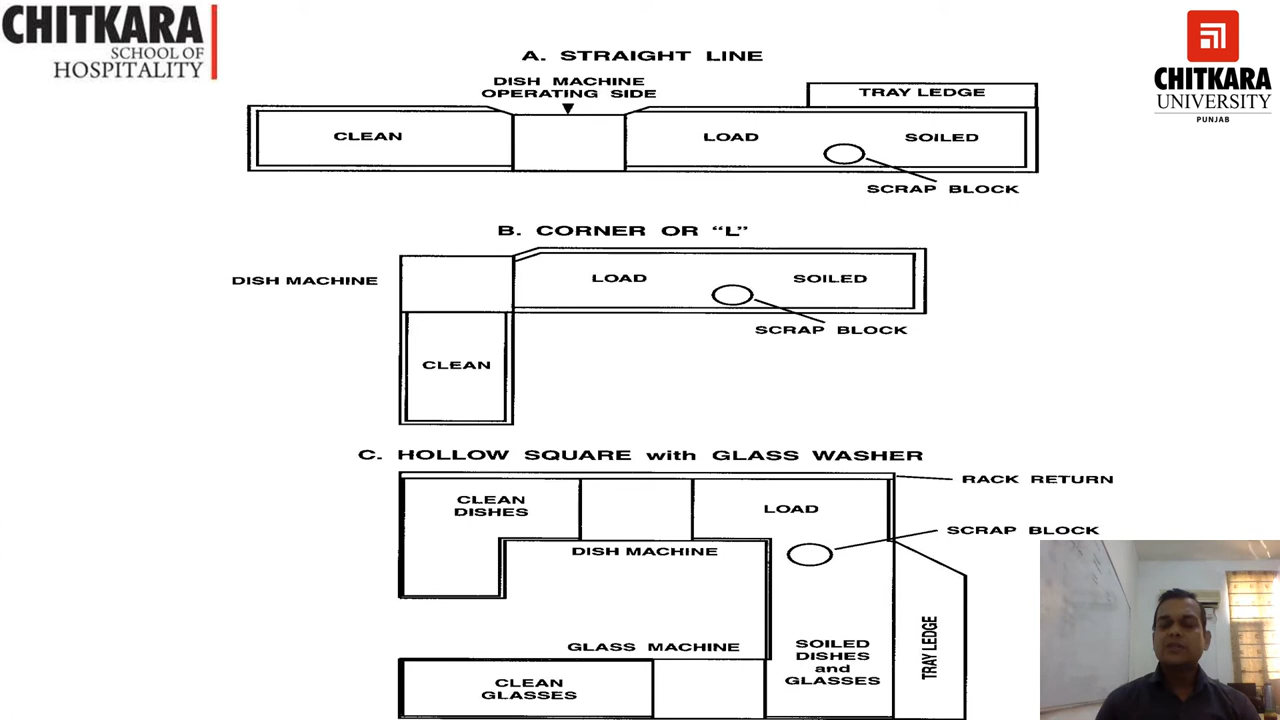 CHITKARA
SCHOOL OF
HOSPITALITY
CHITKARA
UNIVERSITY
PUNJAB
A. STRAIGHT LINE
DISH MACHINE
OPERATING SIDE
TRAY LEDGE
CLEAN
LOAD
SOILED
SCRAP BLOCK
B. CORNER OR “L”
DISH MACHINE
LOAD
SOILED
SCRAP BLOCK
CLEAN
C. HOLLOW SQUARE with GLASS WASHER
RACK RETURN
CLEAN
DISHES
LOAD
SCRAP BLOCK
DISH MACHINE
GLASS MACHINE
SOILED
DISHES
and
GLASSES
TRAY LEDGE
CLEAN
GLASSES